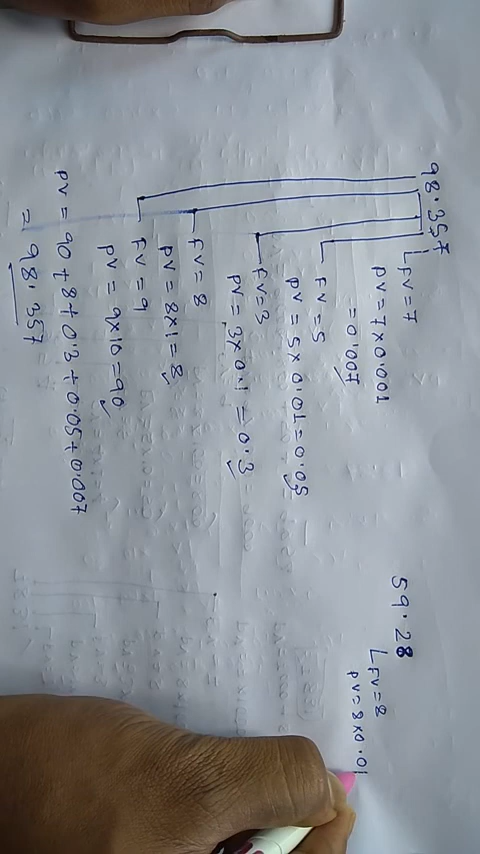 98.357
FV=7
PV=7×0.001
=0.007
FV=5
PV=5×0.01=0.05
FV=3
PV=3×0.1=0.3
FV=8
PV=8×1=8
FV=9
PV=9×10=90
PV=90+8+0.3+0.05+0.007
=98.357
59.28
FV=8
PV=8×0.01